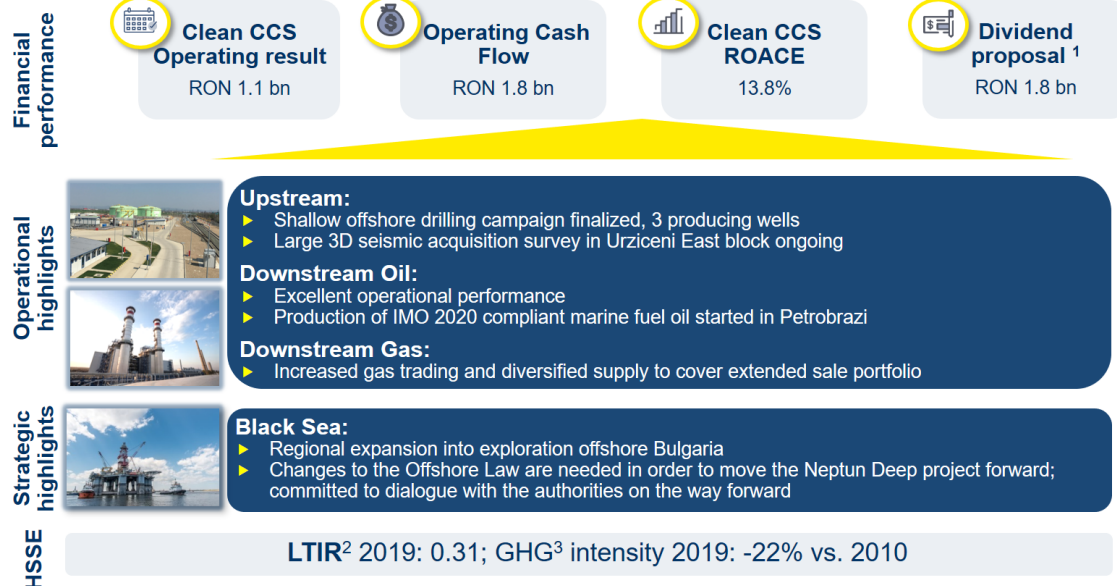 Financial
performance
Clean CCS
Operating result
RON 1.1 bn
Operating Cash
Flow
RON 1.8 bn
Clean CCS
ROACE
13.8%
Dividend
proposal ¹
RON 1.8 bn
Operational
highlights
Upstream:
Shallow offshore drilling campaign finalized, 3 producing wells
Large 3D seismic acquisition survey in Urziceni East block ongoing
Downstream Oil:
Excellent operational performance
Production of IMO 2020 compliant marine fuel oil started in Petrobrazi
Downstream Gas:
Increased gas trading and diversified supply to cover extended sale portfolio
Strategic
highlights
Black Sea:
Regional expansion into exploration offshore Bulgaria
Changes to the Offshore Law are needed in order to move the Neptun Deep project forward;
committed to dialogue with the authorities on the way forward
HSSE
LTIR² 2019: 0.31; GHG³ intensity 2019: -22% vs. 2010